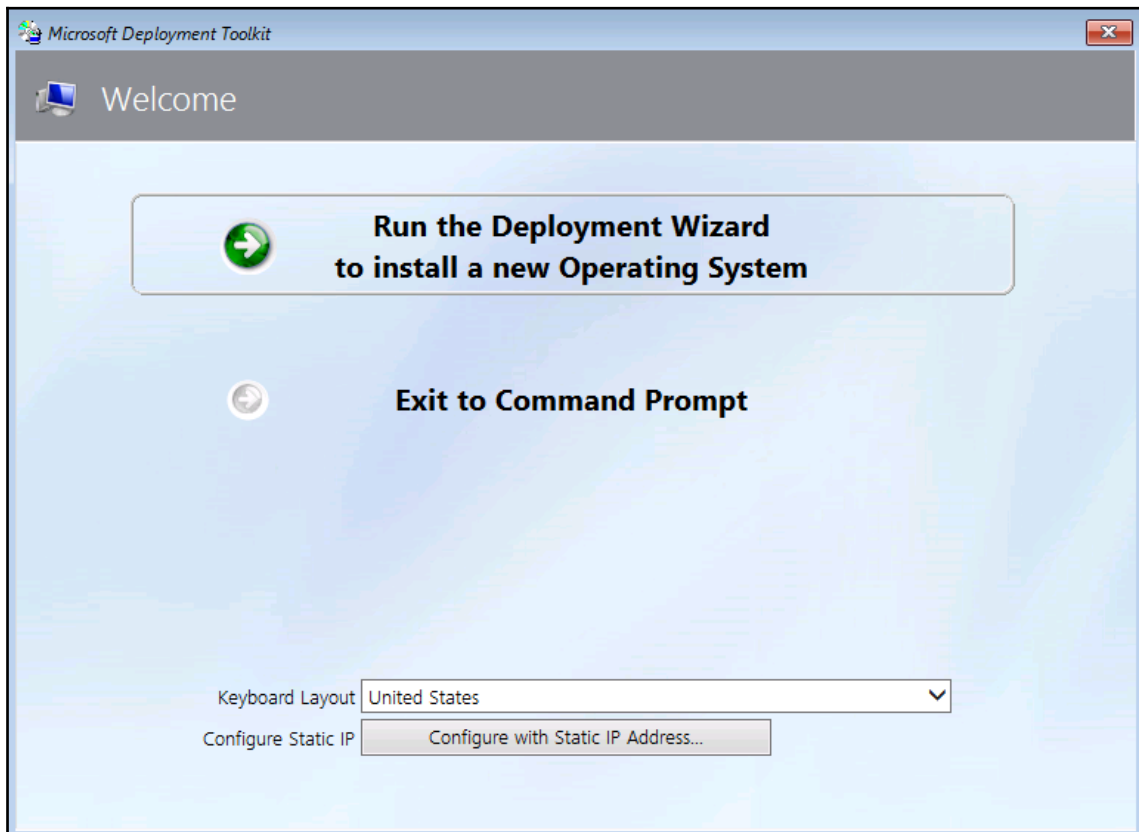 Microsoft Deployment Toolkit
Welcome
Run the Deployment Wizard
to install a new Operating System
Exit to Command Prompt
Keyboard Layout United States
Configure Static IP Configure with Static IP Address...